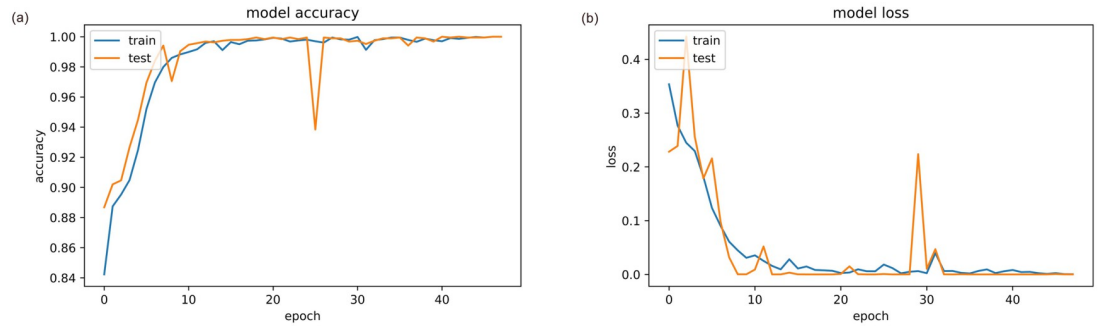 (a)
model accuracy
train
test
1.00
0.98
0.96
0.94
0.92
0.90
0.88
0.86
0.84
accuracy
0
10
20
30
40
epoch
(b)
model loss
train
test
0.4
0.3
0.2
0.1
0.0
loss
0
10
20
30
40
epoch